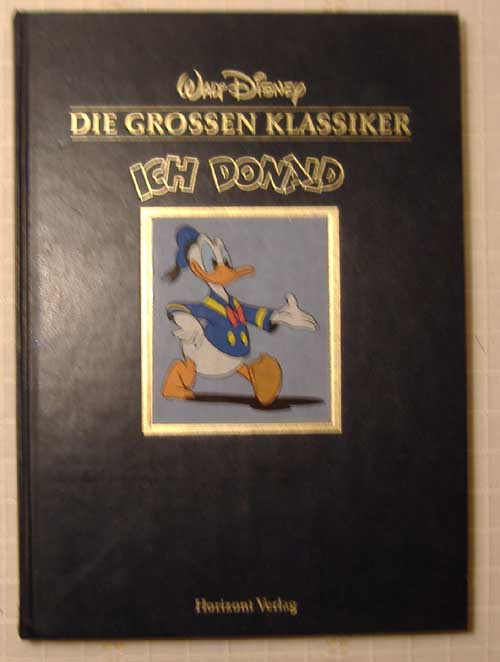 Walt Disney
DIE GROSSEN KLASSIKER
ICH DONALD
Horizont Verlag